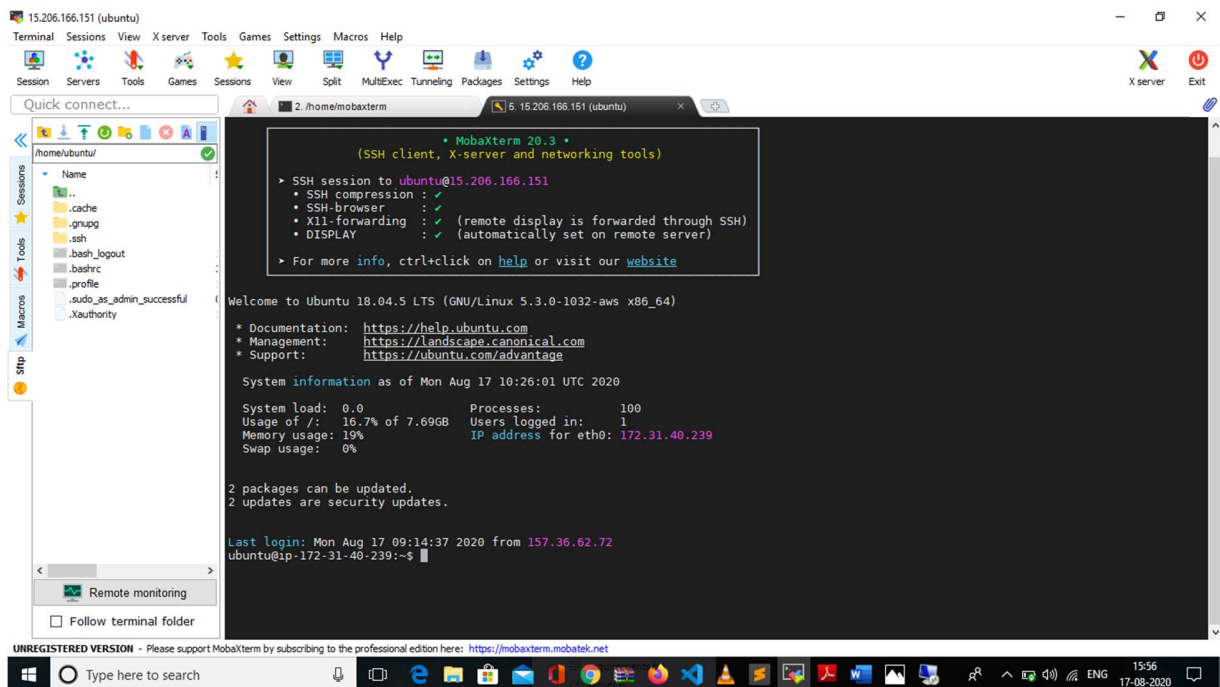 15.206.166.151 (ubuntu)
Terminal Sessions View X server Tools Games Settings Macros Help
Session Servers Tools Games Sessions View Split MultiExec Tunneling Packages Settings Help X server Exit
Quick connect...
2. /home/mobaxterm
5. 15.206.166.151 (ubuntu)
/home/ubuntu/
Name
..
.cache
.gnupg
.ssh
.bash_logout
.bashrc
.profile
.sudo_as_admin_successful
.Xauthority
Sessions
Tools
Macros
Sftp
Remote monitoring
Follow terminal folder
• MobaXterm 20.3 •
(SSH client, X-server and networking tools)
➤ SSH session to ubuntu@15.206.166.151
• SSH compression : ✔
• SSH-browser : ✔
• X11-forwarding : ✔ (remote display is forwarded through SSH)
• DISPLAY : ✔ (automatically set on remote server)
➤ For more info, ctrl+click on help or visit our website
Welcome to Ubuntu 18.04.5 LTS (GNU/Linux 5.3.0-1032-aws x86_64)
* Documentation: https://help.ubuntu.com
* Management: https://landscape.canonical.com
* Support: https://ubuntu.com/advantage
System information as of Mon Aug 17 10:26:01 UTC 2020
System load: 0.0 Processes: 100
Usage of /: 16.7% of 7.69GB Users logged in: 1
Memory usage: 19% IP address for eth0: 172.31.40.239
Swap usage: 0%
2 packages can be updated.
2 updates are security updates.
Last login: Mon Aug 17 09:14:37 2020 from 157.36.62.72
ubuntu@ip-172-31-40-239:~$
UNREGISTERED VERSION - Please support MobaXterm by subscribing to the professional edition here: https://mobaxterm.mobatek.net
Type here to search
ENG
15:56
17-08-2020